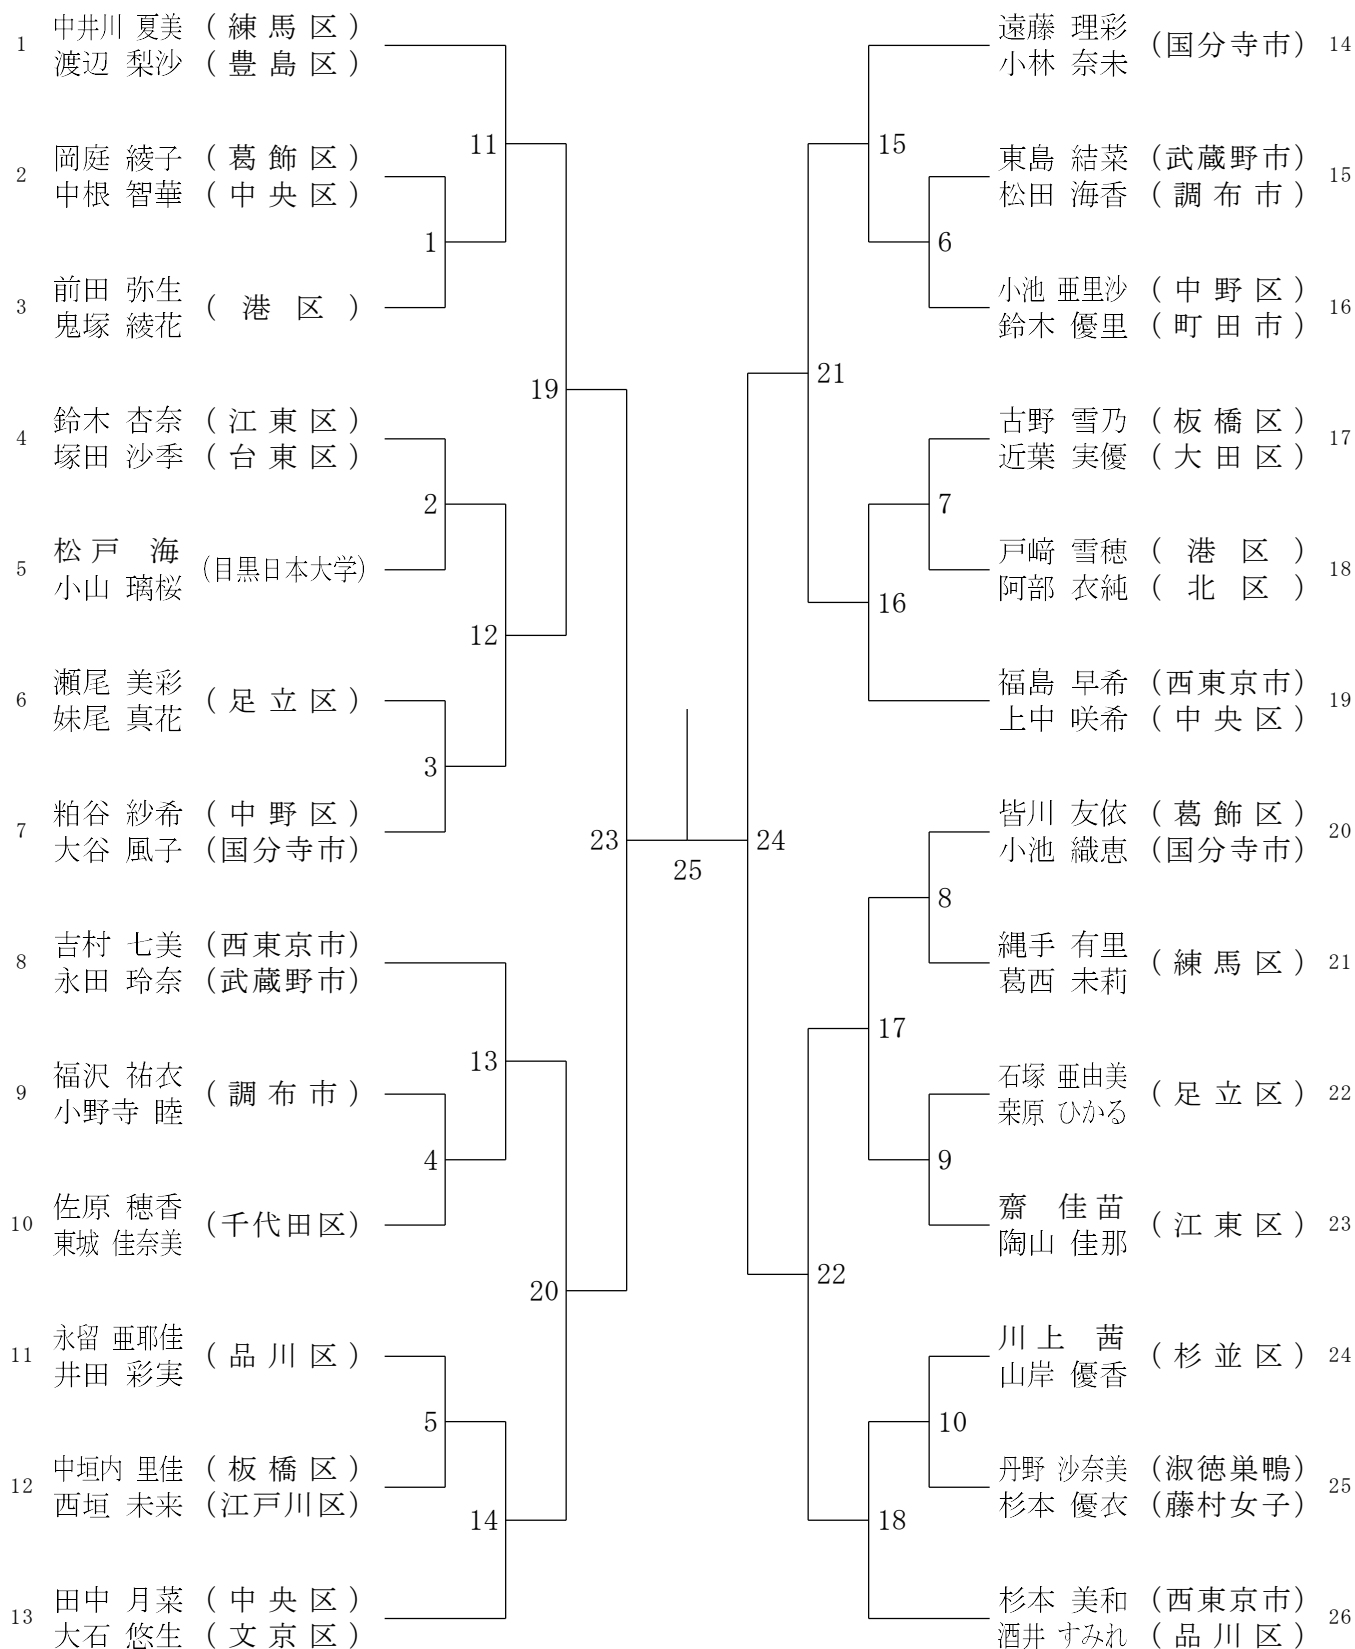 1 中井川 夏美 (練馬区)
渡辺 梨沙 (豊島区)
2 岡庭 綾子 (葛飾区)
中根 智華 (中央区)
3 前田 弥生 (港区)
鬼塚 綾花
4 鈴木 杏奈 (江東区)
塚田 沙季 (台東区)
5 松戸 海 (目黒日本大学)
小山 璃桜
6 瀬尾 美彩 (足立区)
妹尾 真花
7 粕谷 紗希 (中野区)
大谷 風子 (国分寺市)
8 吉村 七美 (西東京市)
永田 玲奈 (武蔵野市)
9 福沢 祐衣 (調布市)
小野寺 睦
10 佐原 穂香 (千代田区)
東城 佳奈美
11 永留 亜耶佳 (品川区)
井田 彩実
12 中垣内 里佳 (板橋区)
西垣 未来 (江戸川区)
13 田中 月菜 (中央区)
大石 悠生 (文京区)
11
1
19
2
12
3
23
13
4
20
5
14
25
15
6
21
7
16
24
8
17
9
22
10
18
遠藤 理彩 (国分寺市) 14
小林 奈未
東島 結菜 (武蔵野市) 15
松田 海香 (調布市)
小池 亜里沙 (中野区) 16
鈴木 優里 (町田市)
古野 雪乃 (板橋区) 17
近葉 実優 (大田区)
戸﨑 雪穂 (港区) 18
阿部 衣純 (北区)
福島 早希 (西東京市) 19
上中 咲希 (中央区)
皆川 友依 (葛飾区) 20
小池 織恵 (国分寺市)
縄手 有里 (練馬区) 21
葛西 未莉
石塚 亜由美 (足立区) 22
桒原 ひかる
齋 佳苗 (江東区) 23
陶山 佳那
川上 茜 (杉並区) 24
山岸 優香
丹野 沙奈美 (淑徳巣鴨) 25
杉本 優衣 (藤村女子)
杉本 美和 (西東京市) 26
酒井 すみれ (品川区)